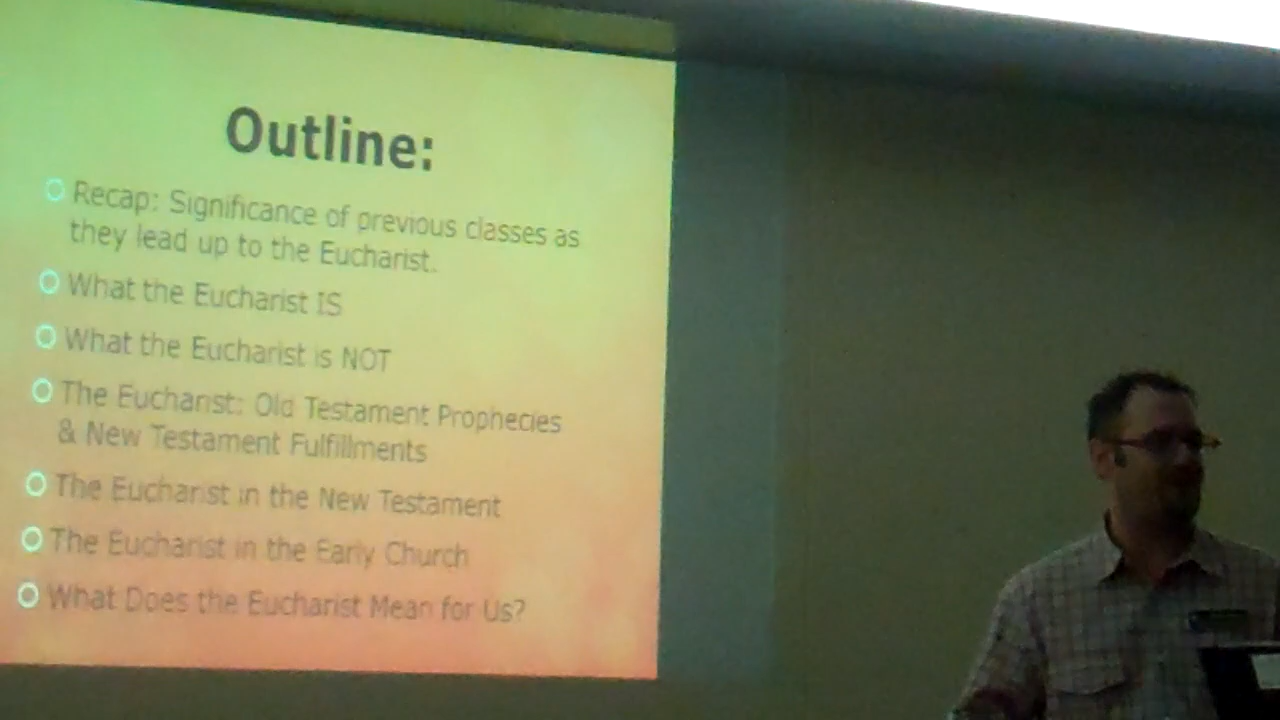 Outline:
Recap: Significance of previous classes as
they lead up to the Eucharist.
What the Eucharist IS
What the Eucharist is NOT
The Eucharist: Old Testament Prophecies
& New Testament Fulfillments
The Eucharist in the New Testament
The Eucharist in the Early Church
What Does the Eucharist Mean for Us?